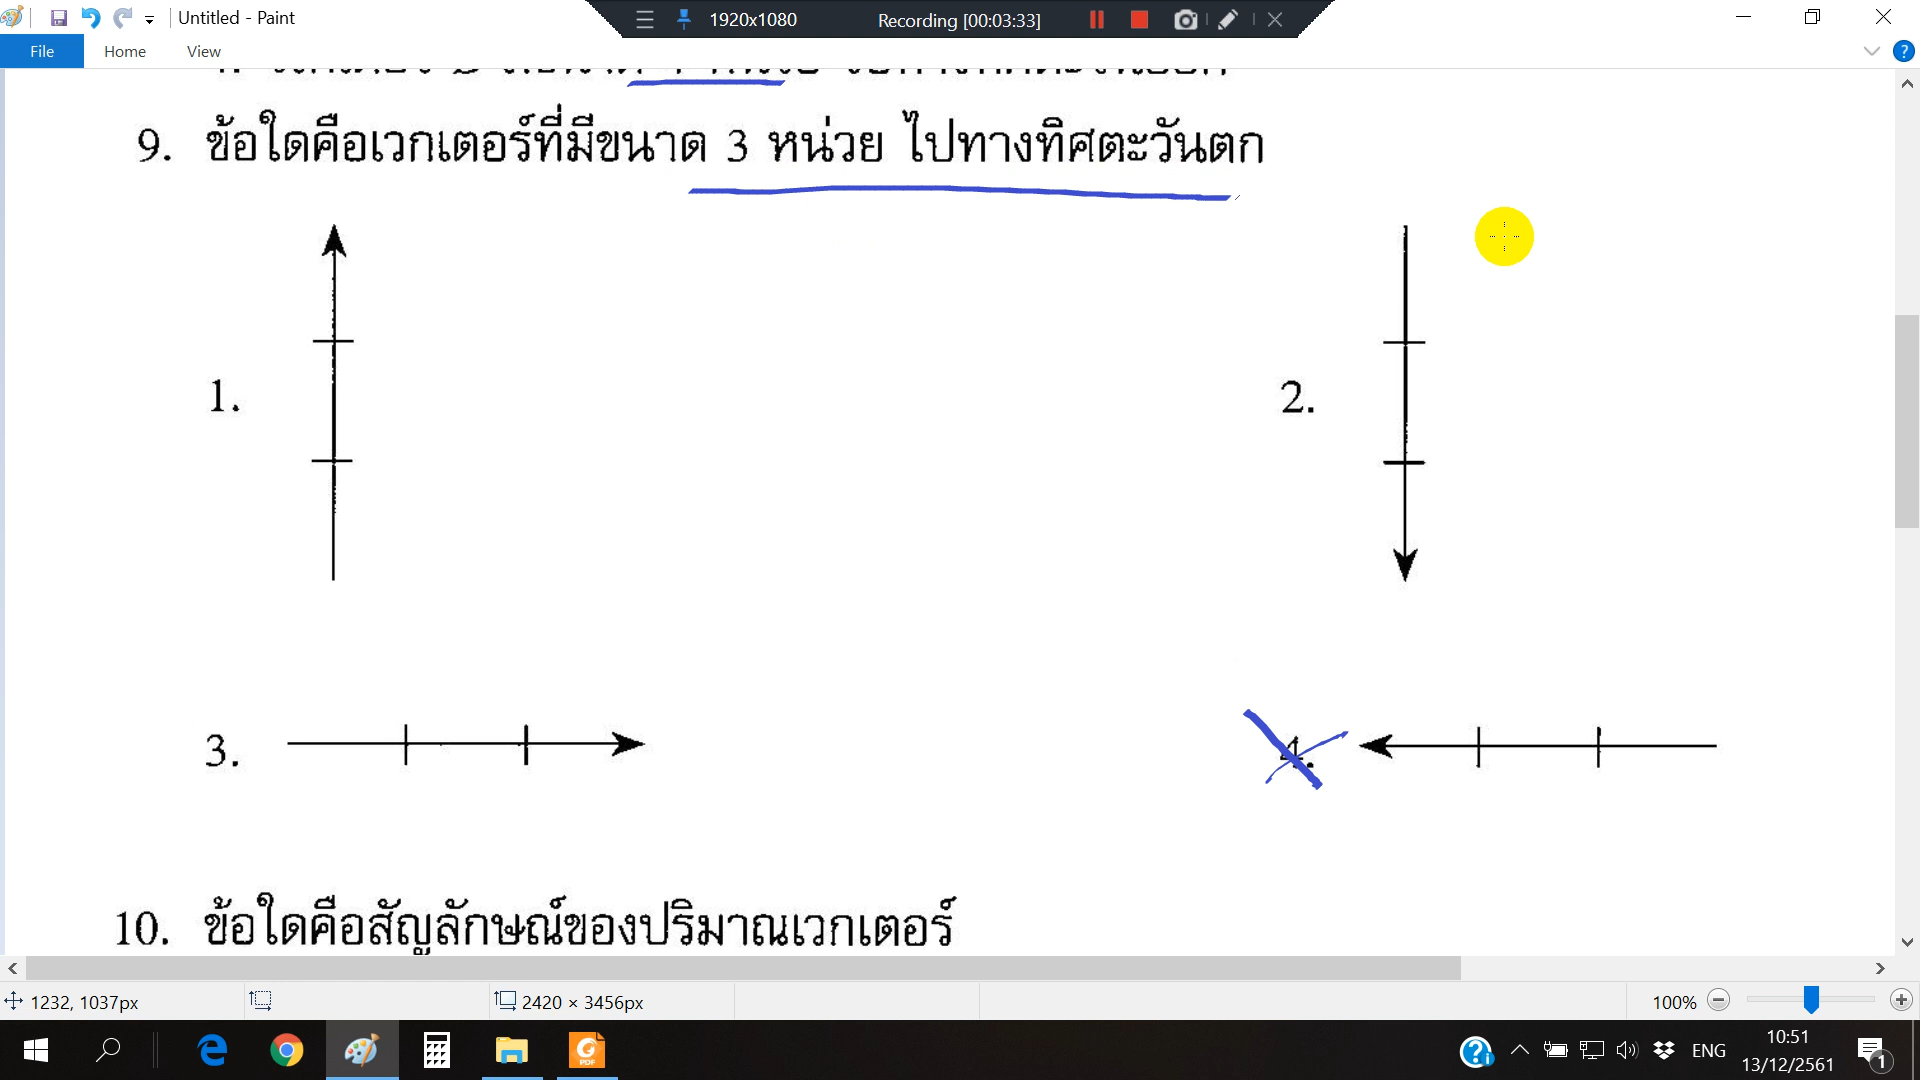 Untitled - Paint
1920x1080
Recording [00:03:33]
File
Home
View
9. ข้อใดคือเวกเตอร์ที่มีขนาด 3 หน่วย ไปทางทิศตะวันตก
1.
2.
3.
4.
10. ข้อใดคือสัญลักษณ์ของปริมาณเวกเตอร์
1232, 1037px
2420 × 3456px
100%
PDF
ENG
10:51
13/12/2561
1